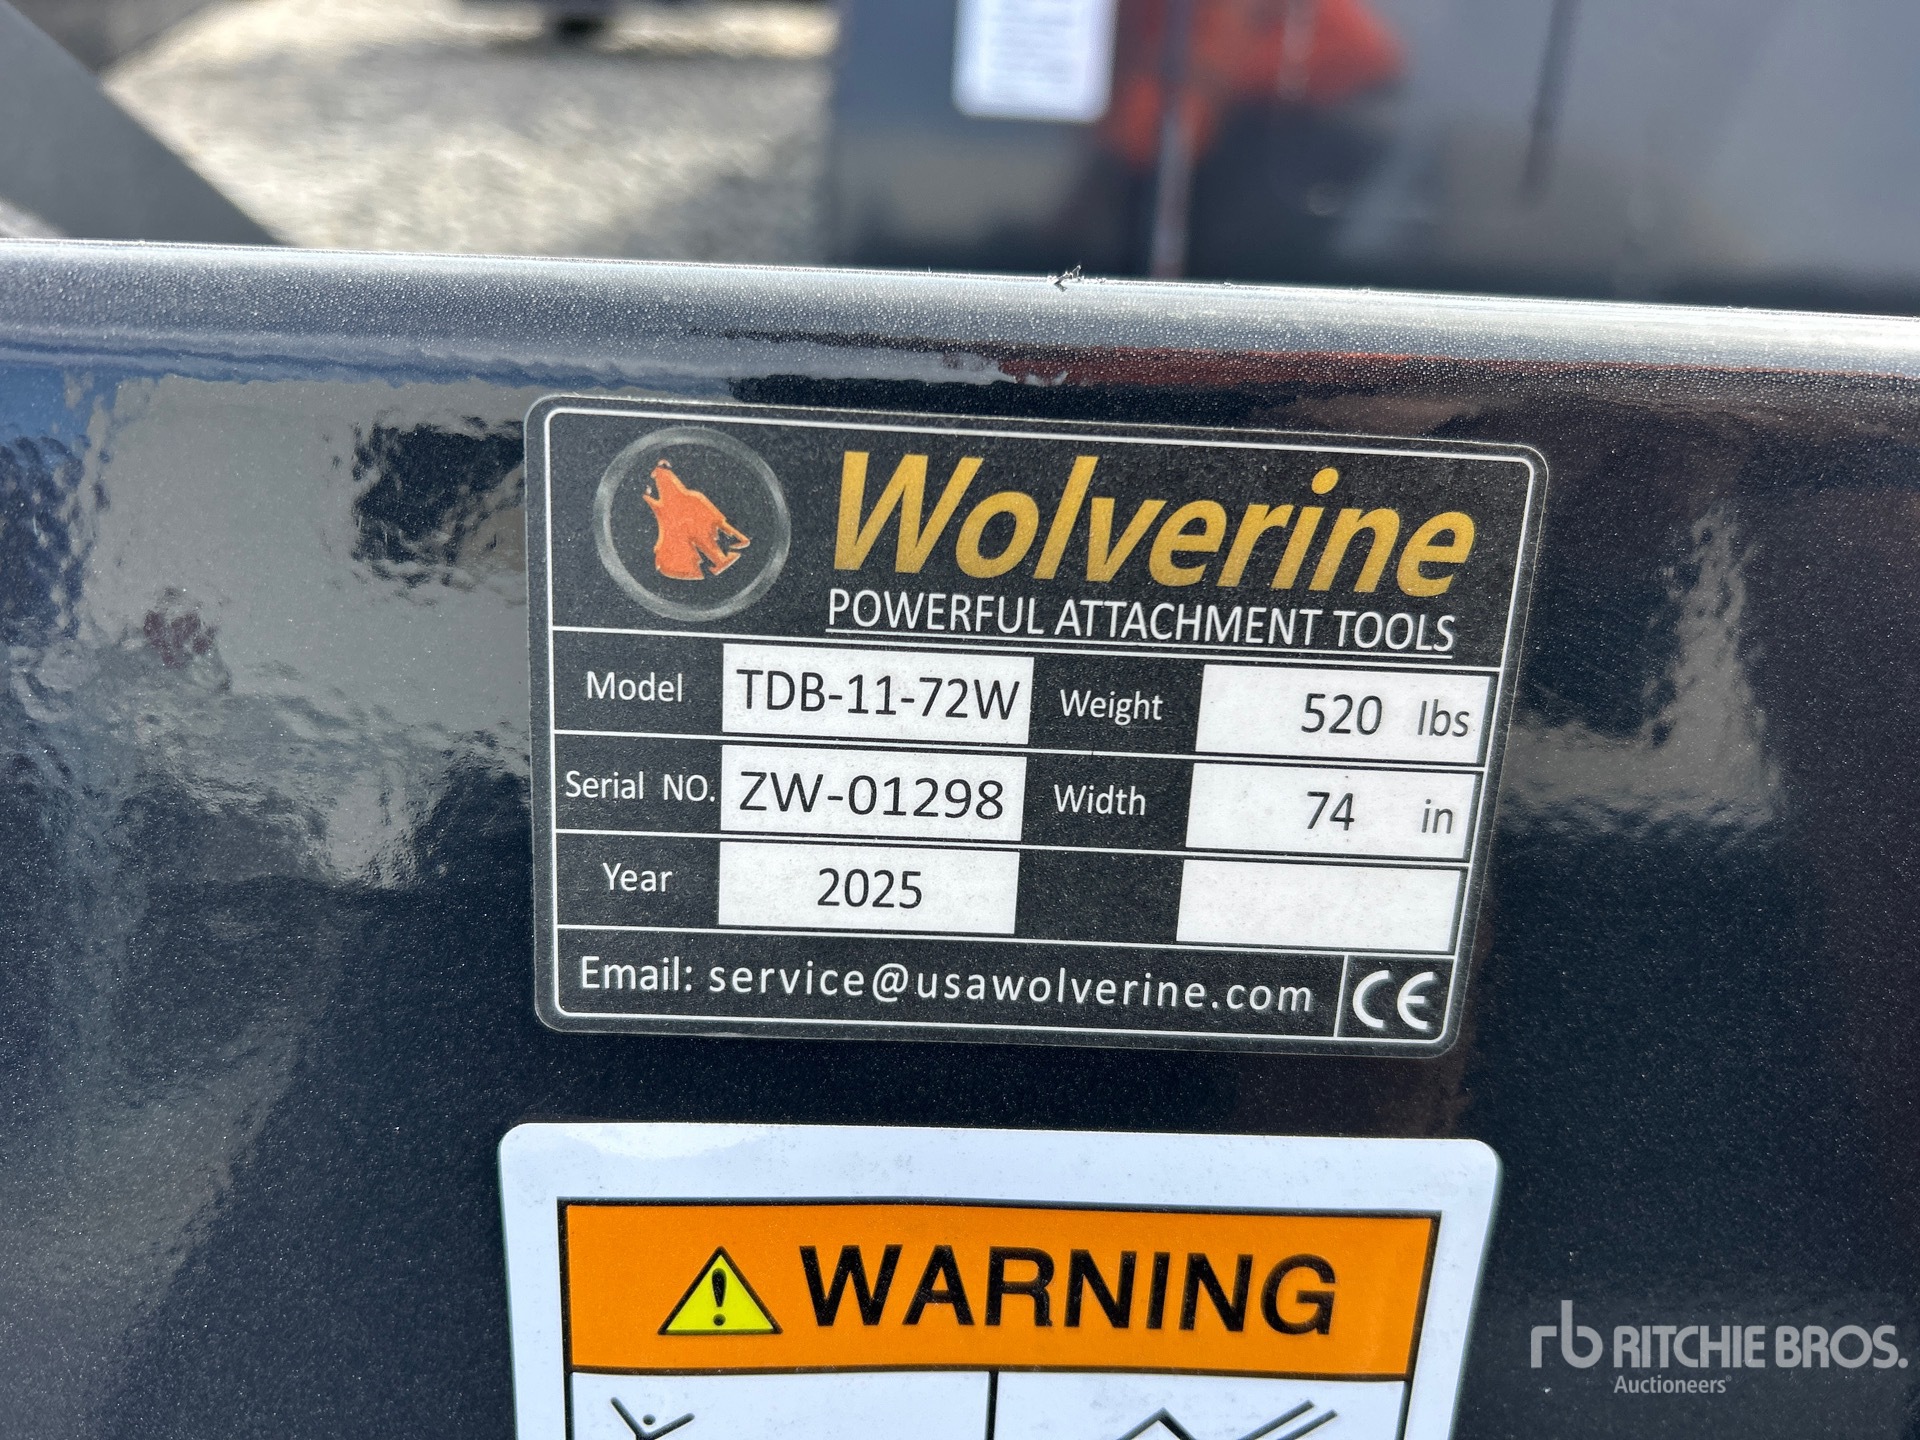 Wolverine
POWERFUL ATTACHMENT TOOLS
Model TDB-11-72W Weight 520 lbs
Serial NO. ZW-01298 Width 74 in
Year 2025
Email: service@usawolverine.com CE
WARNING
rb RITCHIE BROS.
Auctioneers